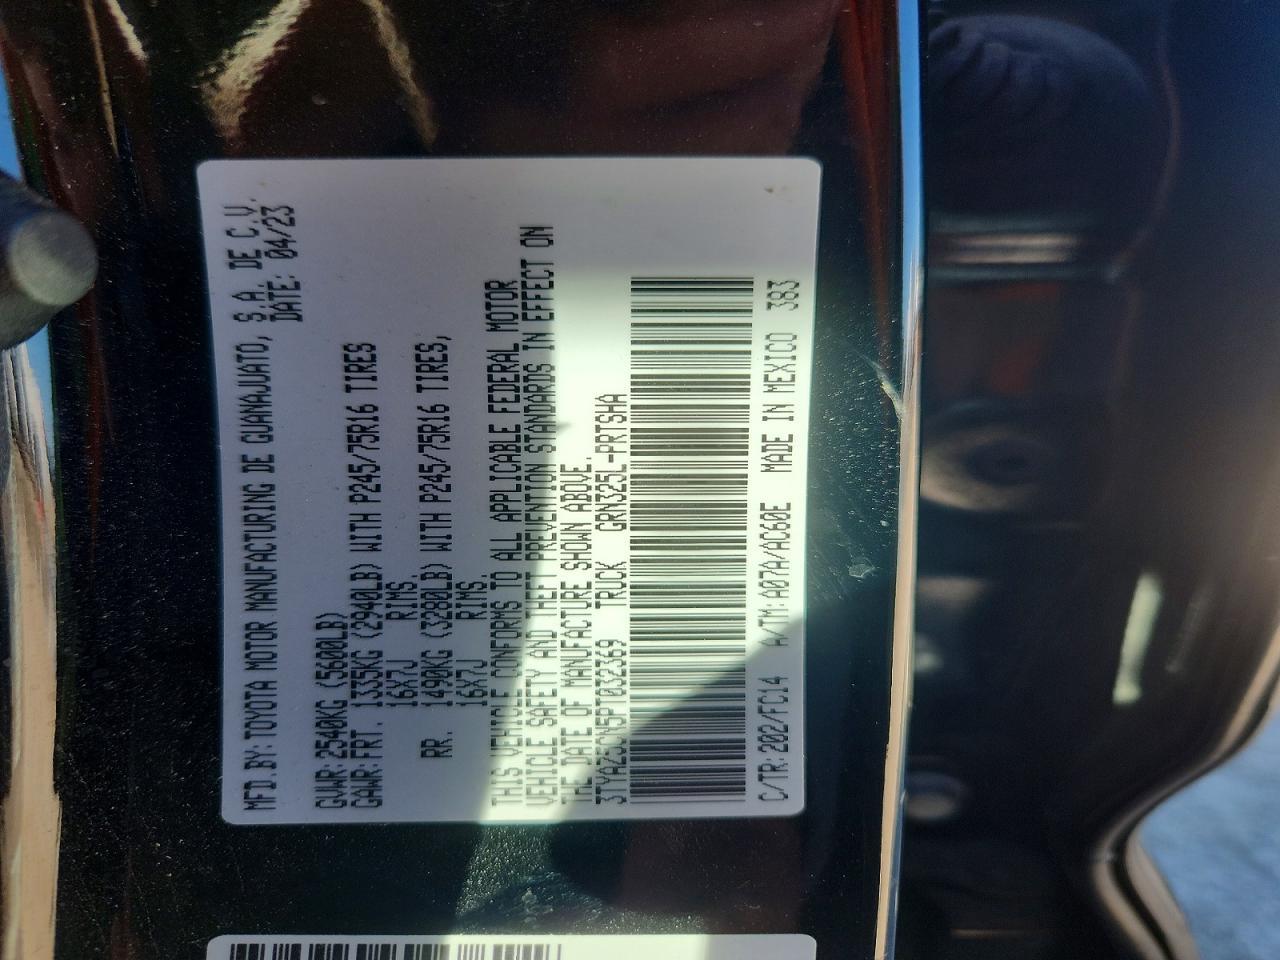 MFD.BY: TOYOTA MOTOR MANUFACTURING DE GUANAJUATO, S.A. DE C.V.
DATE: 04/23
GVWR: 2540KG (5600LB)
GAWR: FRT. 1335KG (2940LB) WITH P245/75R16 TIRES
16X7J RIMS.
RR. 1490KG (3280LB) WITH P245/75R16 TIRES,
16X7J RIMS.
THIS VEHICLE CONFORMS TO ALL APPLICABLE FEDERAL MOTOR
VEHICLE SAFETY AND THEFT PREVENTION STANDARDS IN EFFECT ON
THE DATE OF MANUFACTURE SHOWN ABOVE.
3TYAZ5CN5PT032369 TRUCK GRN325L-PRTSHA
C/TR: 202/FC14 A/TM: A07A/AC60E MADE IN MEXICO 383